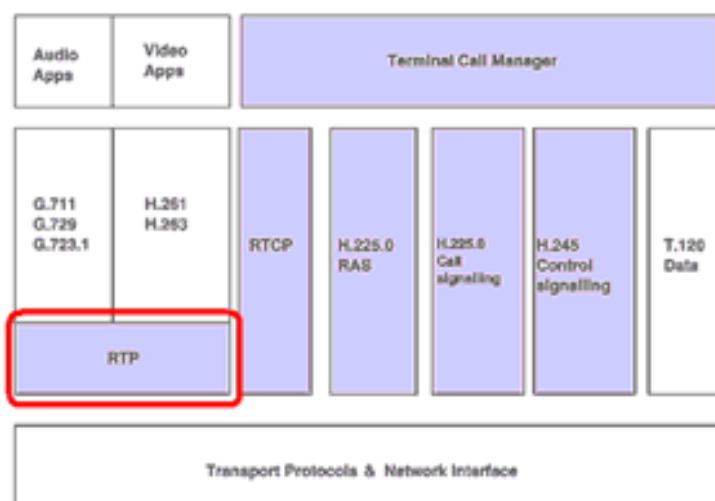 Audio
Apps
Video
Apps
Terminal Call Manager
G.711
G.729
G.723.1
H.261
H.263
RTCP
H.225.0
RAS
H.225.0
Call
signalling
H.245
Control
signalling
T.120
Data
RTP
Transport Protocols & Network Interface